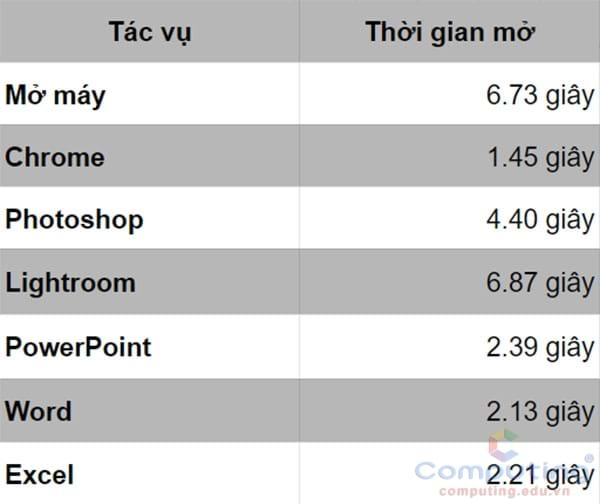 Tác vụ Thời gian mở
Mở máy 6.73 giây
Chrome 1.45 giây
Photoshop 4.40 giây
Lightroom 6.87 giây
PowerPoint 2.39 giây
Word 2.13 giây
Excel 2.21 giây
Computing®
computing.edu.vn